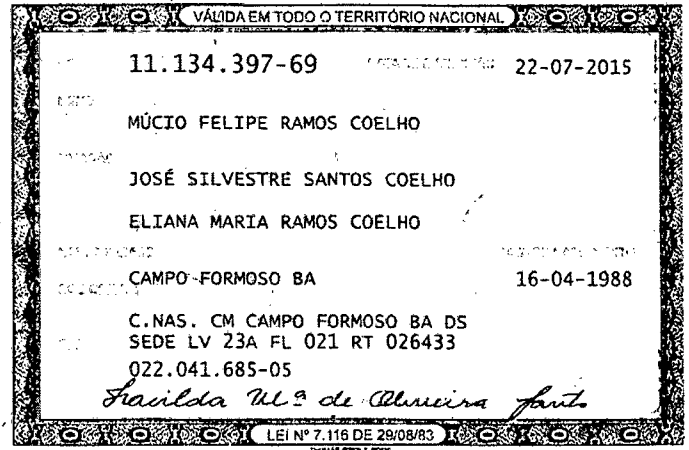 VÁLIDA EM TODO O TERRITÓRIO NACIONAL
11.134.397-69 22-07-2015
MÚCIO FELIPE RAMOS COELHO
JOSÉ SILVESTRE SANTOS COELHO
ELIANA MARIA RAMOS COELHO
CAMPO FORMOSO BA 16-04-1988
C.NAS. CM CAMPO FORMOSO BA DS
SEDE LV 23A FL 021 RT 026433
022.041.685-05
LEI Nº 7.116 DE 29/08/83